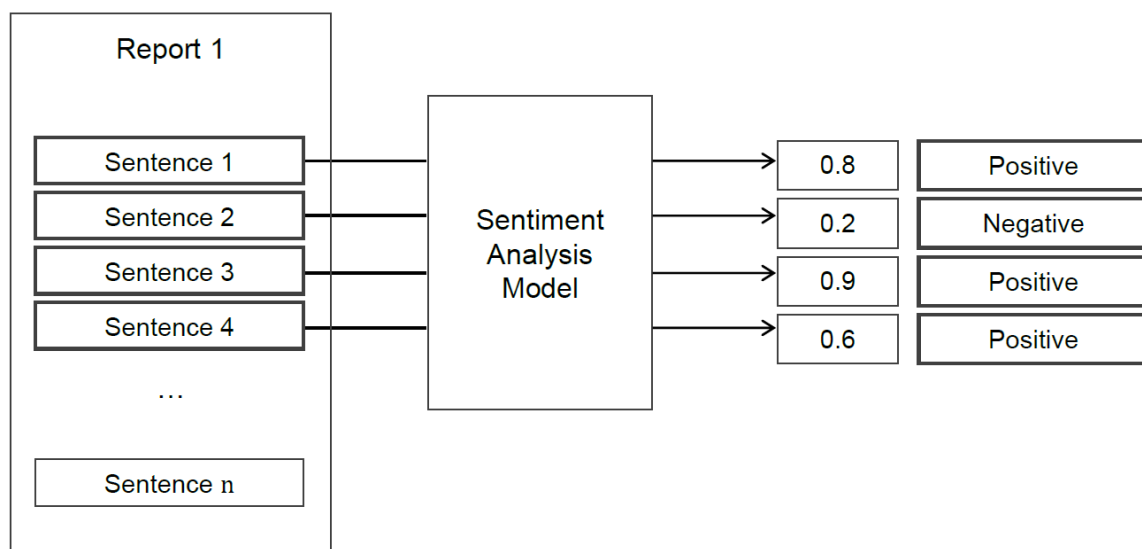 Report 1
Sentence 1
Sentence 2
Sentence 3
Sentence 4
...
Sentence n
Sentiment
Analysis
Model
0.8
Positive
0.2
Negative
0.9
Positive
0.6
Positive